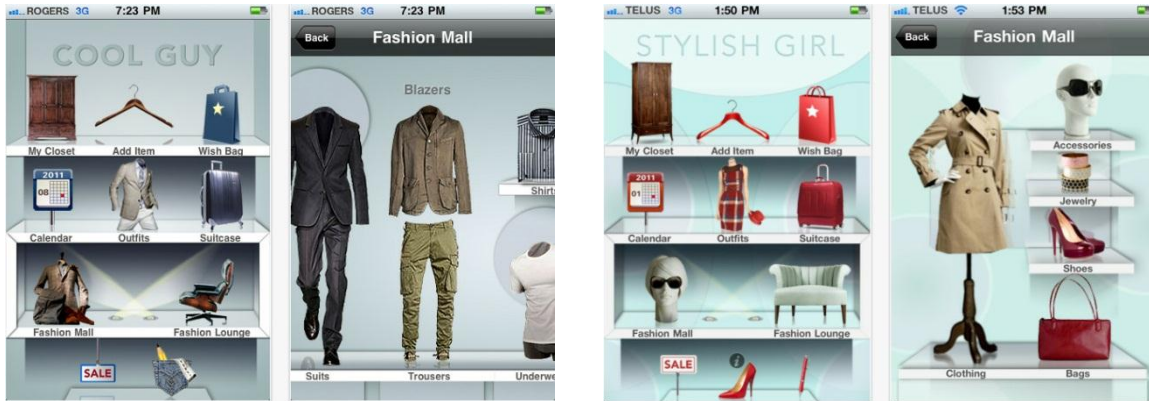 ROGERS 3G 7:23 PM
COOL GUY
My Closet Add Item Wish Bag
2011
08
Calendar Outfits Suitcase
Fashion Mall Fashion Lounge
SALE
ROGERS 3G 7:23 PM
Back Fashion Mall
Blazers
Shirts
Suits Trousers Underwe
TELUS 3G 1:50 PM
STYLISH GIRL
My Closet Add Item Wish Bag
2011
01
Calendar Outfits Suitcase
Fashion Mall Fashion Lounge
SALE
i
TELUS 1:53 PM
Back Fashion Mall
Accessories
Jewelry
Shoes
Clothing Bags